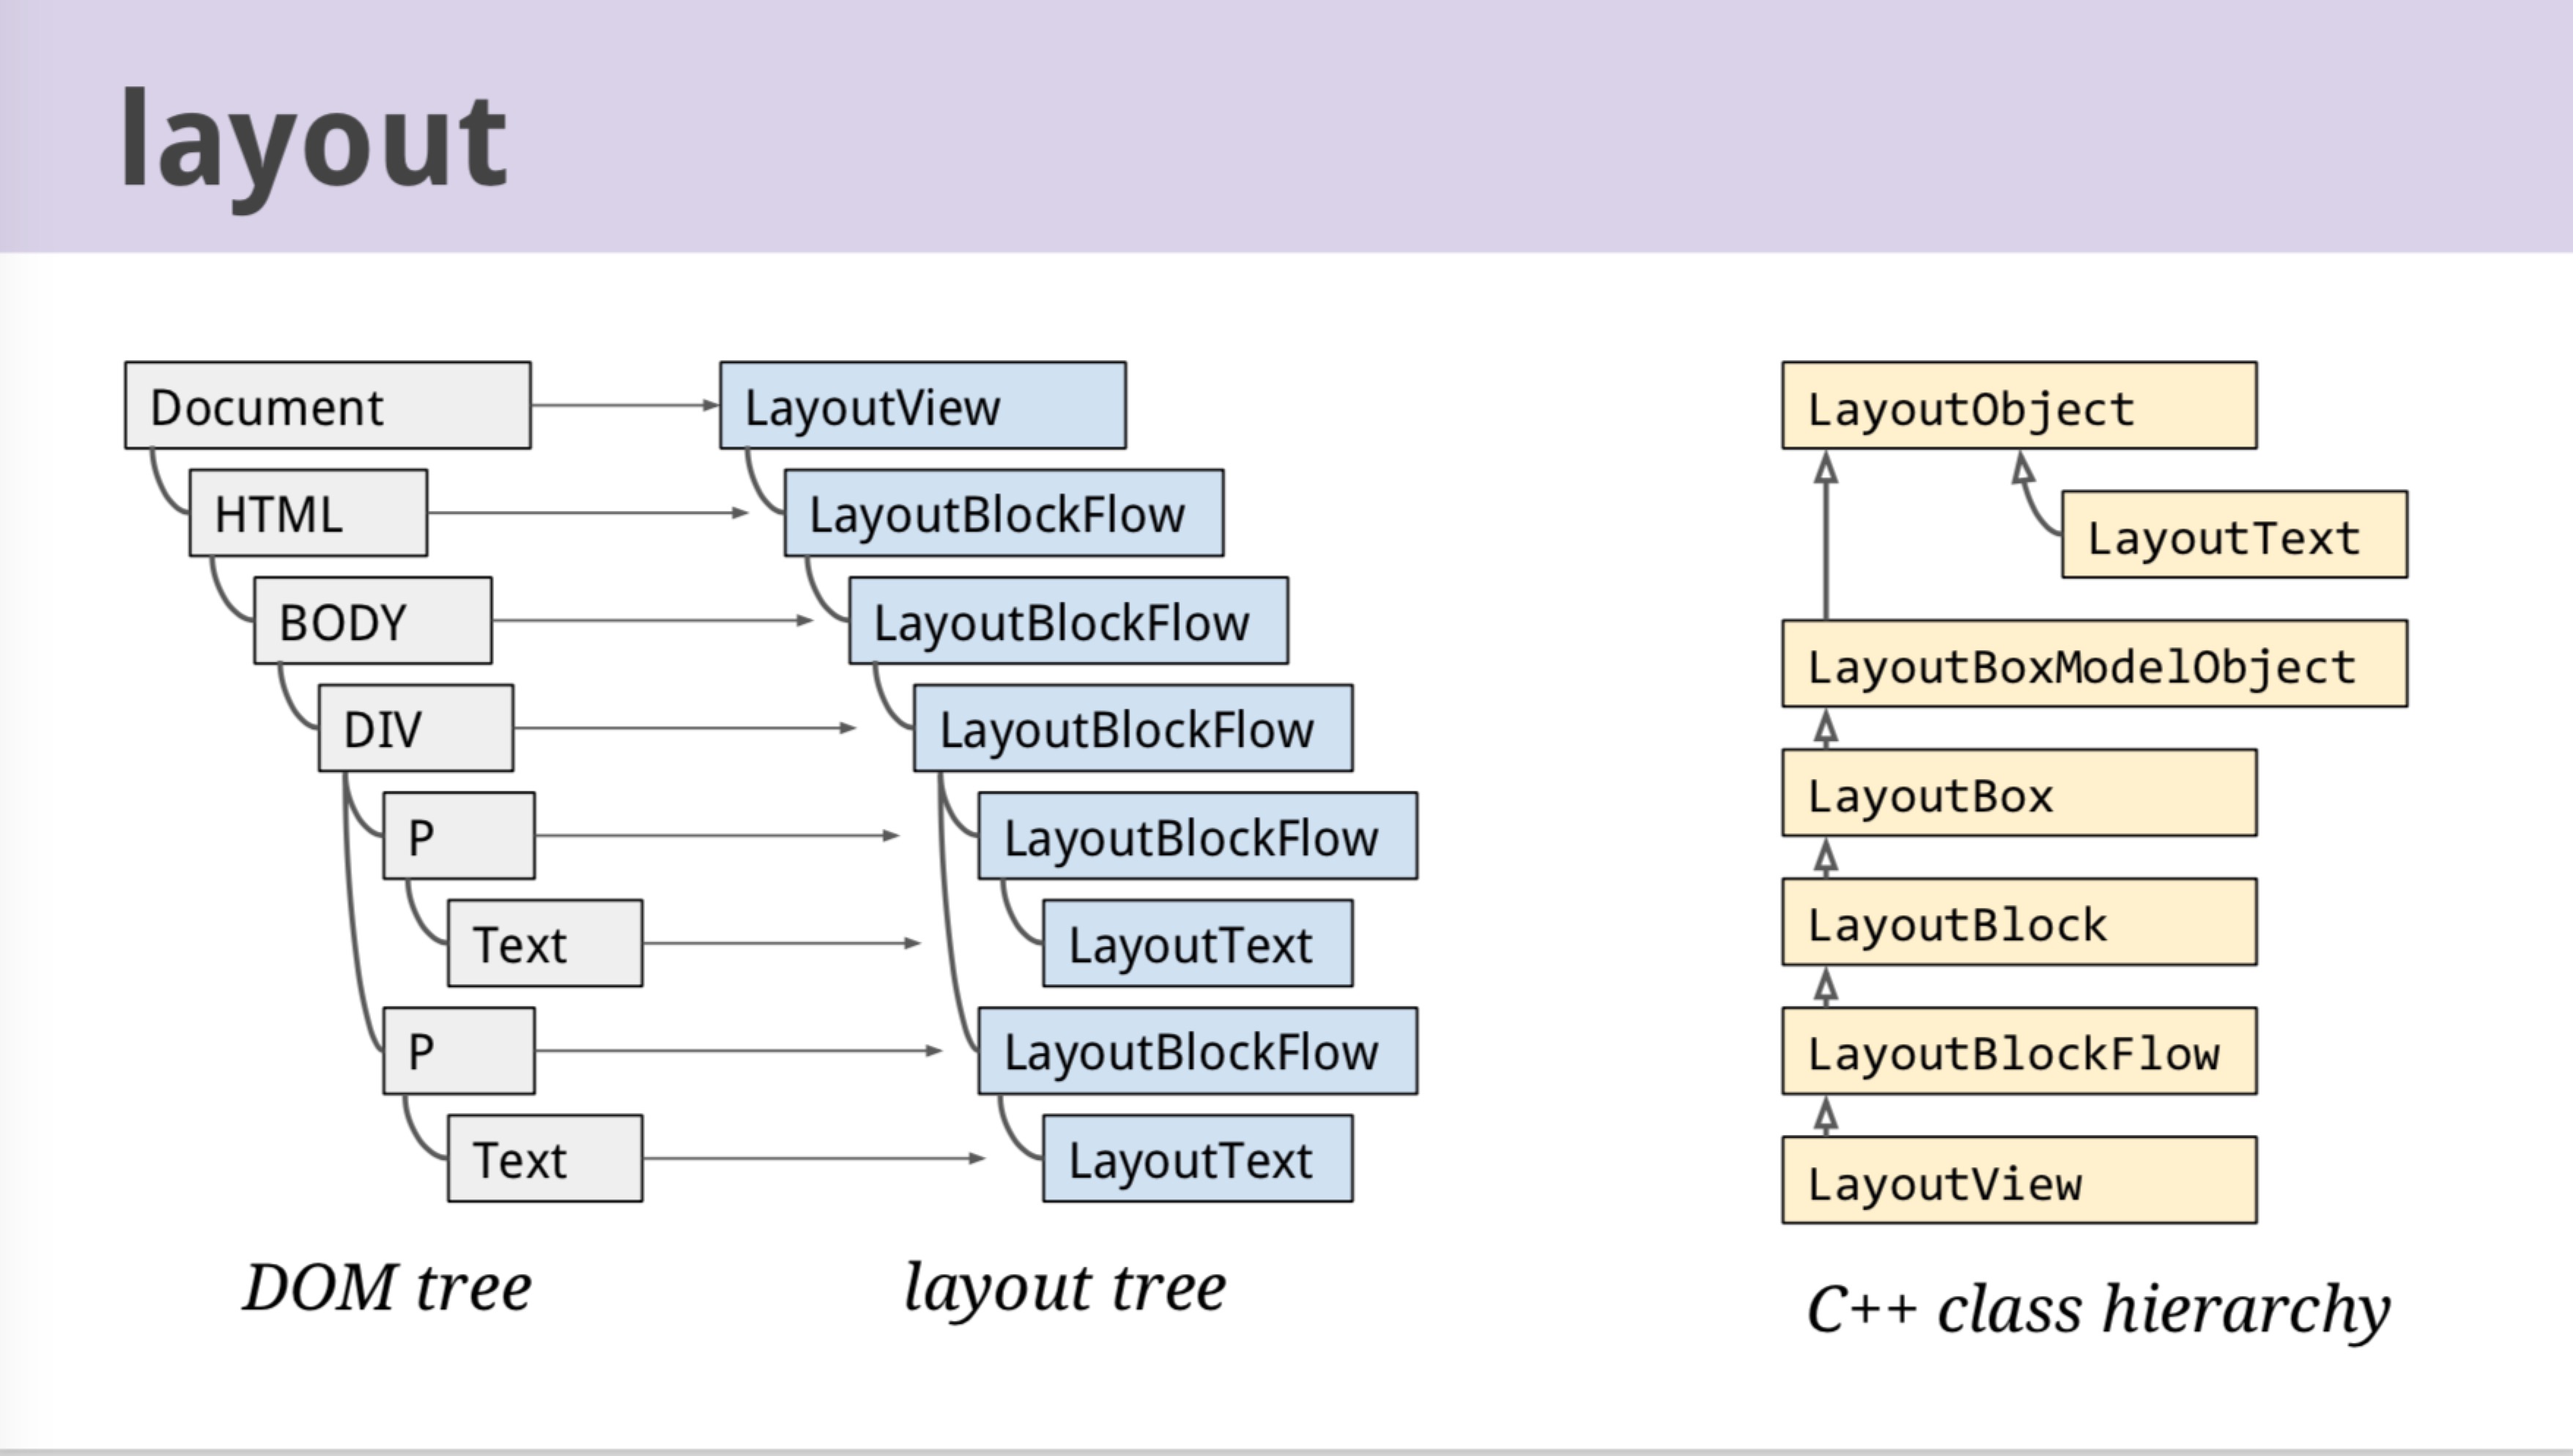 layout
Document
HTML
BODY
DIV
P
Text
P
Text
DOM tree
LayoutView
LayoutBlockFlow
LayoutBlockFlow
LayoutBlockFlow
LayoutBlockFlow
LayoutText
LayoutBlockFlow
LayoutText
layout tree
LayoutObject
LayoutText
LayoutBoxModelObject
LayoutBox
LayoutBlock
LayoutBlockFlow
LayoutView
C++ class hierarchy